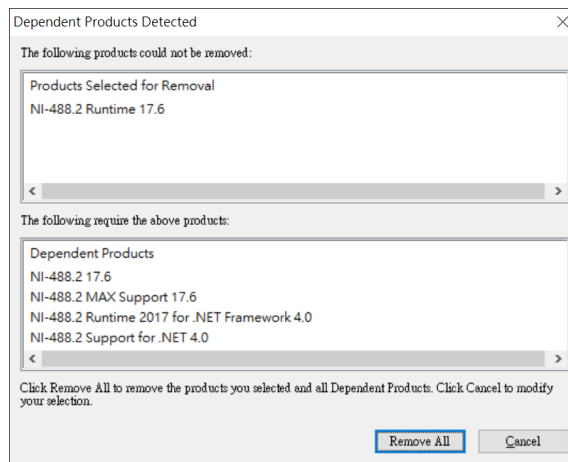 Dependent Products Detected
The following products could not be removed:
Products Selected for Removal
NI-488.2 Runtime 17.6
The following require the above products:
Dependent Products
NI-488.2 17.6
NI-488.2 MAX Support 17.6
NI-488.2 Runtime 2017 for .NET Framework 4.0
NI-488.2 Support for .NET 4.0
Click Remove All to remove the products you selected and all Dependent Products. Click Cancel to modify
your selection.
Remove All
Cancel